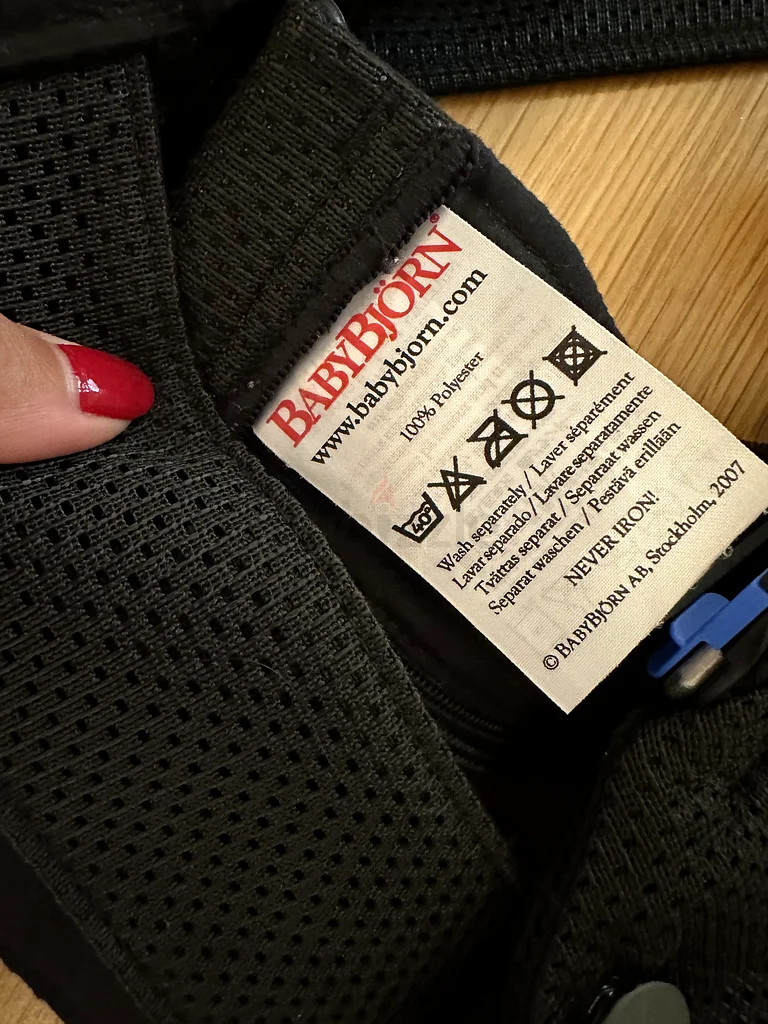 BABYBJÖRN®
www.babybjorn.com
100% Polyester
40°
Wash separately / Laver séparément
Lavar separado / Lavare separatamente
Tvättas separat / Separaat wassen
Separat waschen / Pestävä erillään
NEVER IRON!
© BABYBJÖRN AB, Stockholm, 2007